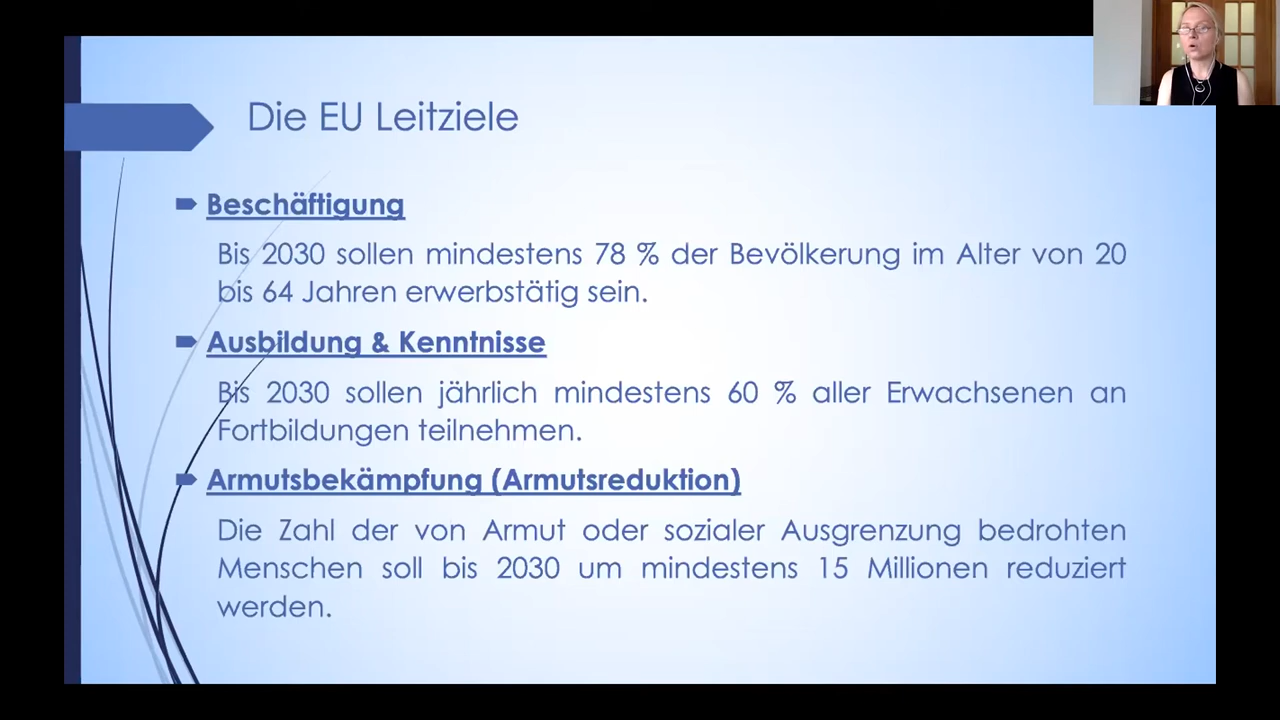 Die EU Leitziele
Beschäftigung
Bis 2030 sollen mindestens 78 % der Bevölkerung im Alter von 20
bis 64 Jahren erwerbstätig sein.
Ausbildung & Kenntnisse
Bis 2030 sollen jährlich mindestens 60 % aller Erwachsenen an
Fortbildungen teilnehmen.
Armutsbekämpfung (Armutsreduktion)
Die Zahl der von Armut oder sozialer Ausgrenzung bedrohten
Menschen soll bis 2030 um mindestens 15 Millionen reduziert
werden.